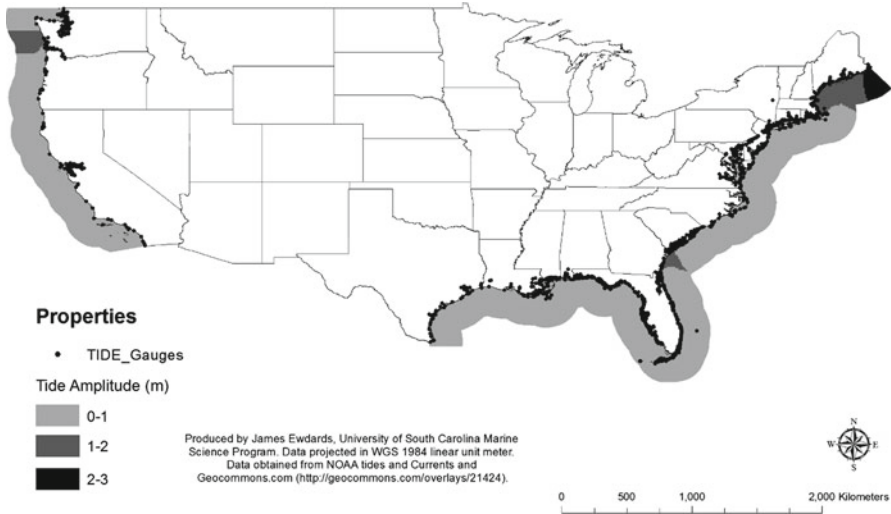 Properties
TIDE_Gauges
Tide Amplitude (m)
0-1
1-2
2-3
Produced by James Ewdards, University of South Carolina Marine
Science Program. Data projected in WGS 1984 linear unit meter.
Data obtained from NOAA tides and Currents and
Geocommons.com (http://geocommons.com/overlays/21424).
N
W E
S
0 500 1,000 2,000 Kilometers